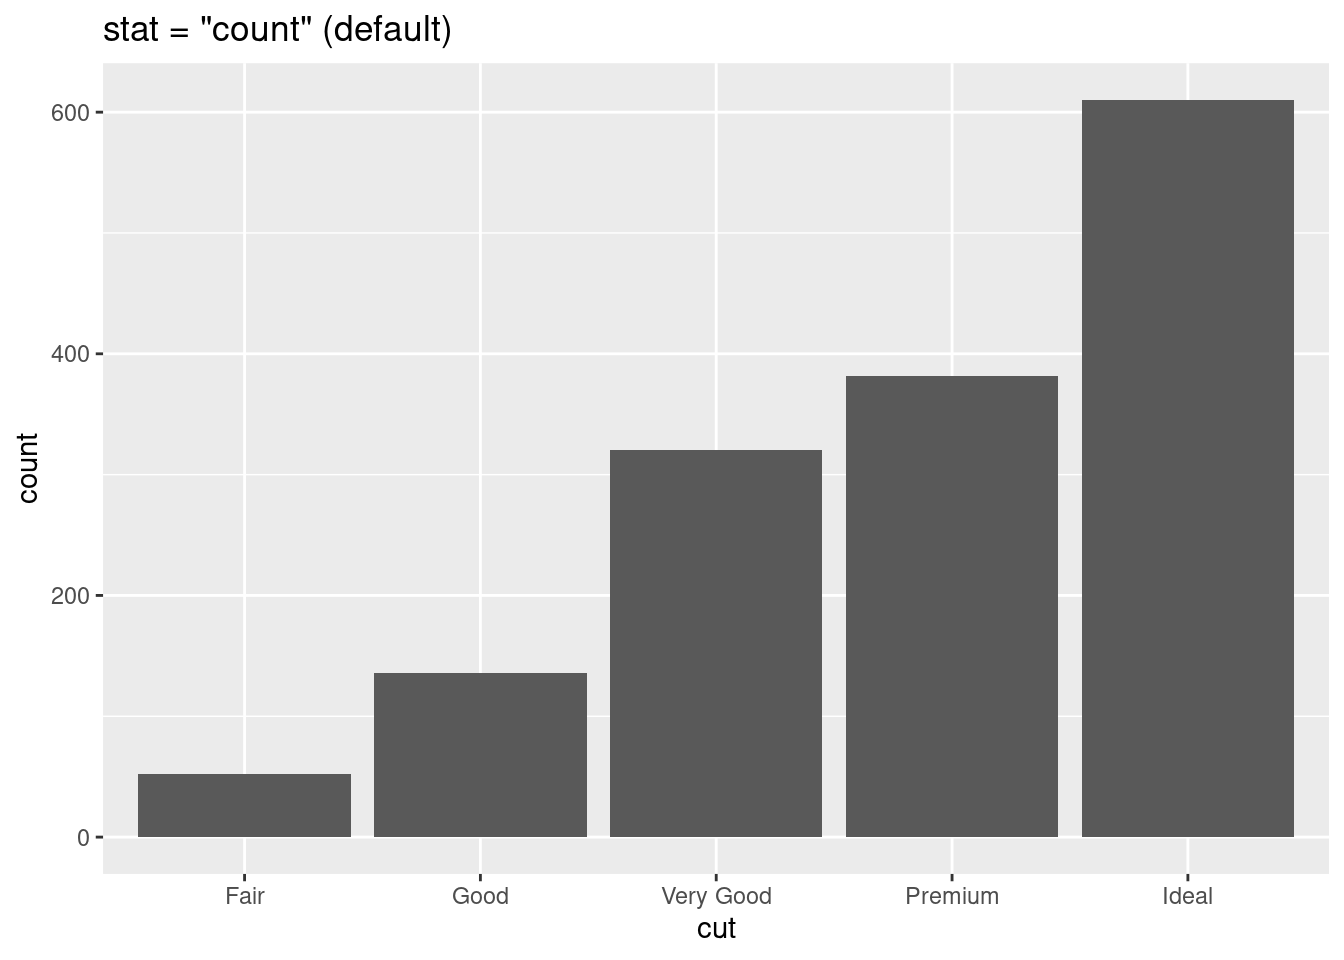 stat = "count" (default)
600
400
200
0
count
Fair Good Very Good Premium Ideal
cut